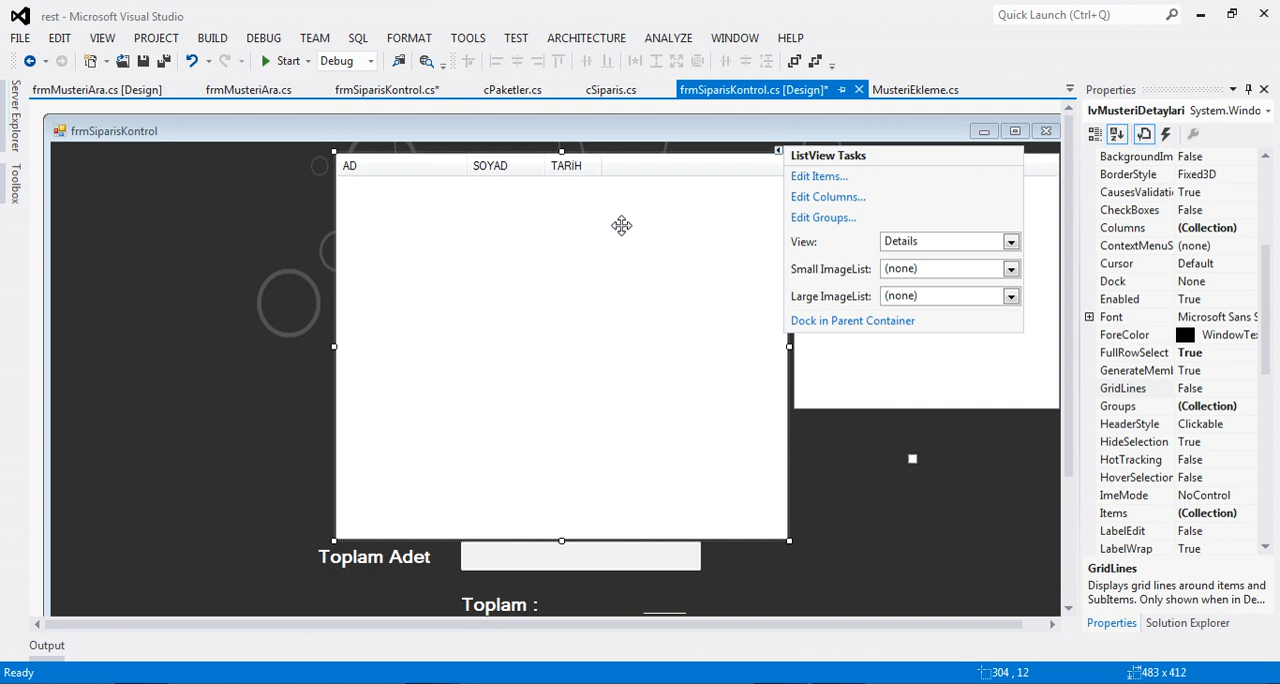 rest - Microsoft Visual Studio
Quick Launch (Ctrl+Q)
FILE EDIT VIEW PROJECT BUILD DEBUG TEAM SQL FORMAT TOOLS TEST ARCHITECTURE ANALYZE WINDOW HELP
Start Debug
frmMusteriAra.cs [Design] frmMusteriAra.cs frmSiparisKontrol.cs* cPaketler.cs cSiparis.cs frmSiparisKontrol.cs [Design]* MusteriEkleme.cs
Server Explorer
Toolbox
frmSiparisKontrol
AD SOYAD TARiH
ListView Tasks
Edit Items...
Edit Columns...
Edit Groups...
View: Details
Small ImageList: (none)
Large ImageList: (none)
Dock in Parent Container
Toplam Adet
Toplam :
Properties
lvMusteriDetaylari System.Windo
BackgroundIm False
BorderStyle Fixed3D
CausesValidati True
CheckBoxes False
Columns (Collection)
ContextMenuS (none)
Cursor Default
Dock None
Enabled True
Font Microsoft Sans S
ForeColor WindowTe
FullRowSelect True
GenerateMemb True
GridLines False
Groups (Collection)
HeaderStyle Clickable
HideSelection True
HotTracking False
HoverSelection False
ImeMode NoControl
Items (Collection)
LabelEdit False
LabelWrap True
GridLines
Displays grid lines around items and
SubItems. Only shown when in De...
Properties Solution Explorer
Output
Ready 304 , 12 483 x 412